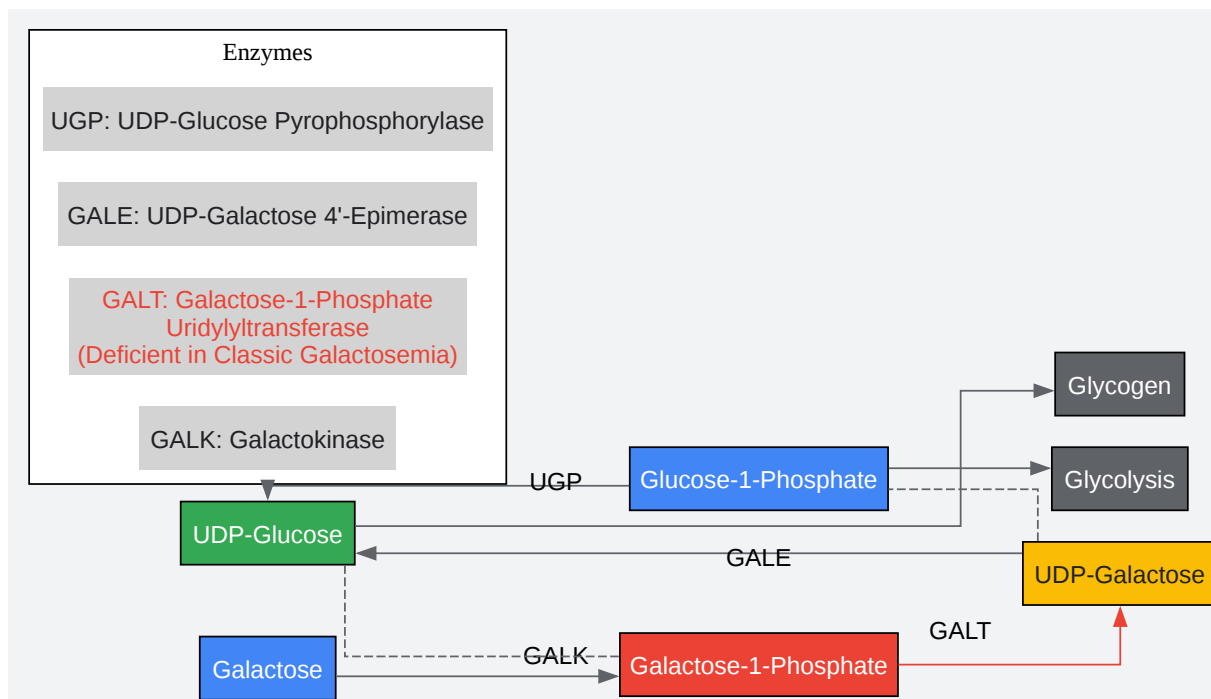 Enzymes
UGP: UDP-Glucose Pyrophosphorylase
GALE: UDP-Galactose 4'-Epimerase
GALT: Galactose-1-Phosphate
Uridylyltransferase
(Deficient in Classic Galactosemia)
GALK: Galactokinase
Glycogen
UGP
Glucose-1-Phosphate
Glycolysis
UDP-Glucose
GALE
UDP-Galactose
Galactose
GALK
Galactose-1-Phosphate
GALT